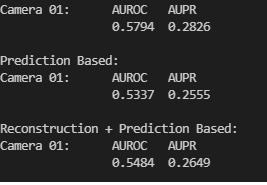 Camera 01:     AUROC   AUPR
               0.5794  0.2826

Prediction Based:
Camera 01:     AUROC   AUPR
               0.5337  0.2555

Reconstruction + Prediction Based:
Camera 01:     AUROC   AUPR
               0.5484  0.2649